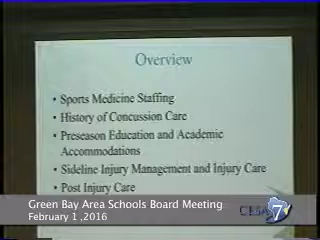 Overview
• Sports Medicine Staffing
• History of Concussion Care
• Preseason Education and Academic
Accommodations
• Sideline Injury Management and Injury Care
• Post Injury Care
Green Bay Area Schools Board Meeting
February 1 ,2016
CESA 7